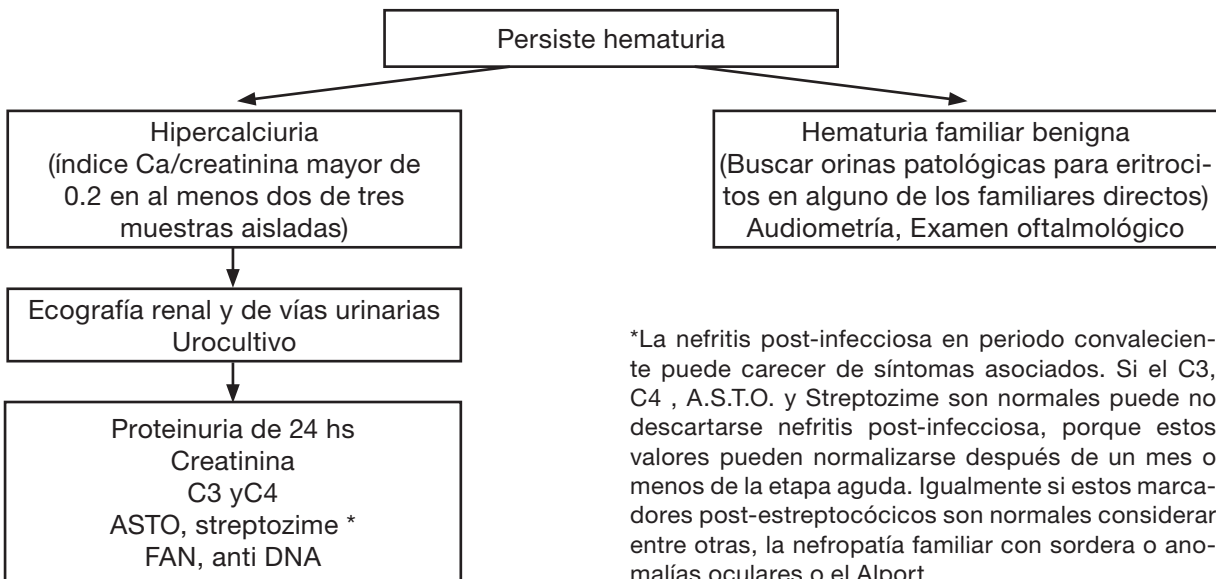 Persiste hematuria
Hipercalciuria
(índice Ca/creatinina mayor de
0.2 en al menos dos de tres
muestras aisladas)
Hematuria familiar benigna
(Buscar orinas patológicas para eritroci-
tos en alguno de los familiares directos)
Audiometría, Examen oftalmológico
Ecografía renal y de vías urinarias
Urocultivo
Proteinuria de 24 hs
Creatinina
C3 yC4
ASTO, streptozime *
FAN, anti DNA
*La nefritis post-infecciosa en periodo convalecien-
te puede carecer de síntomas asociados. Si el C3,
C4 , A.S.T.O. y Streptozime son normales puede no
descartarse nefritis post-infecciosa, porque estos
valores pueden normalizarse después de un mes o
menos de la etapa aguda. Igualmente si estos marca-
dores post-estreptocócicos son normales considerar
entre otras, la nefropatía familiar con sordera o ano-
malías oculares o el Alport